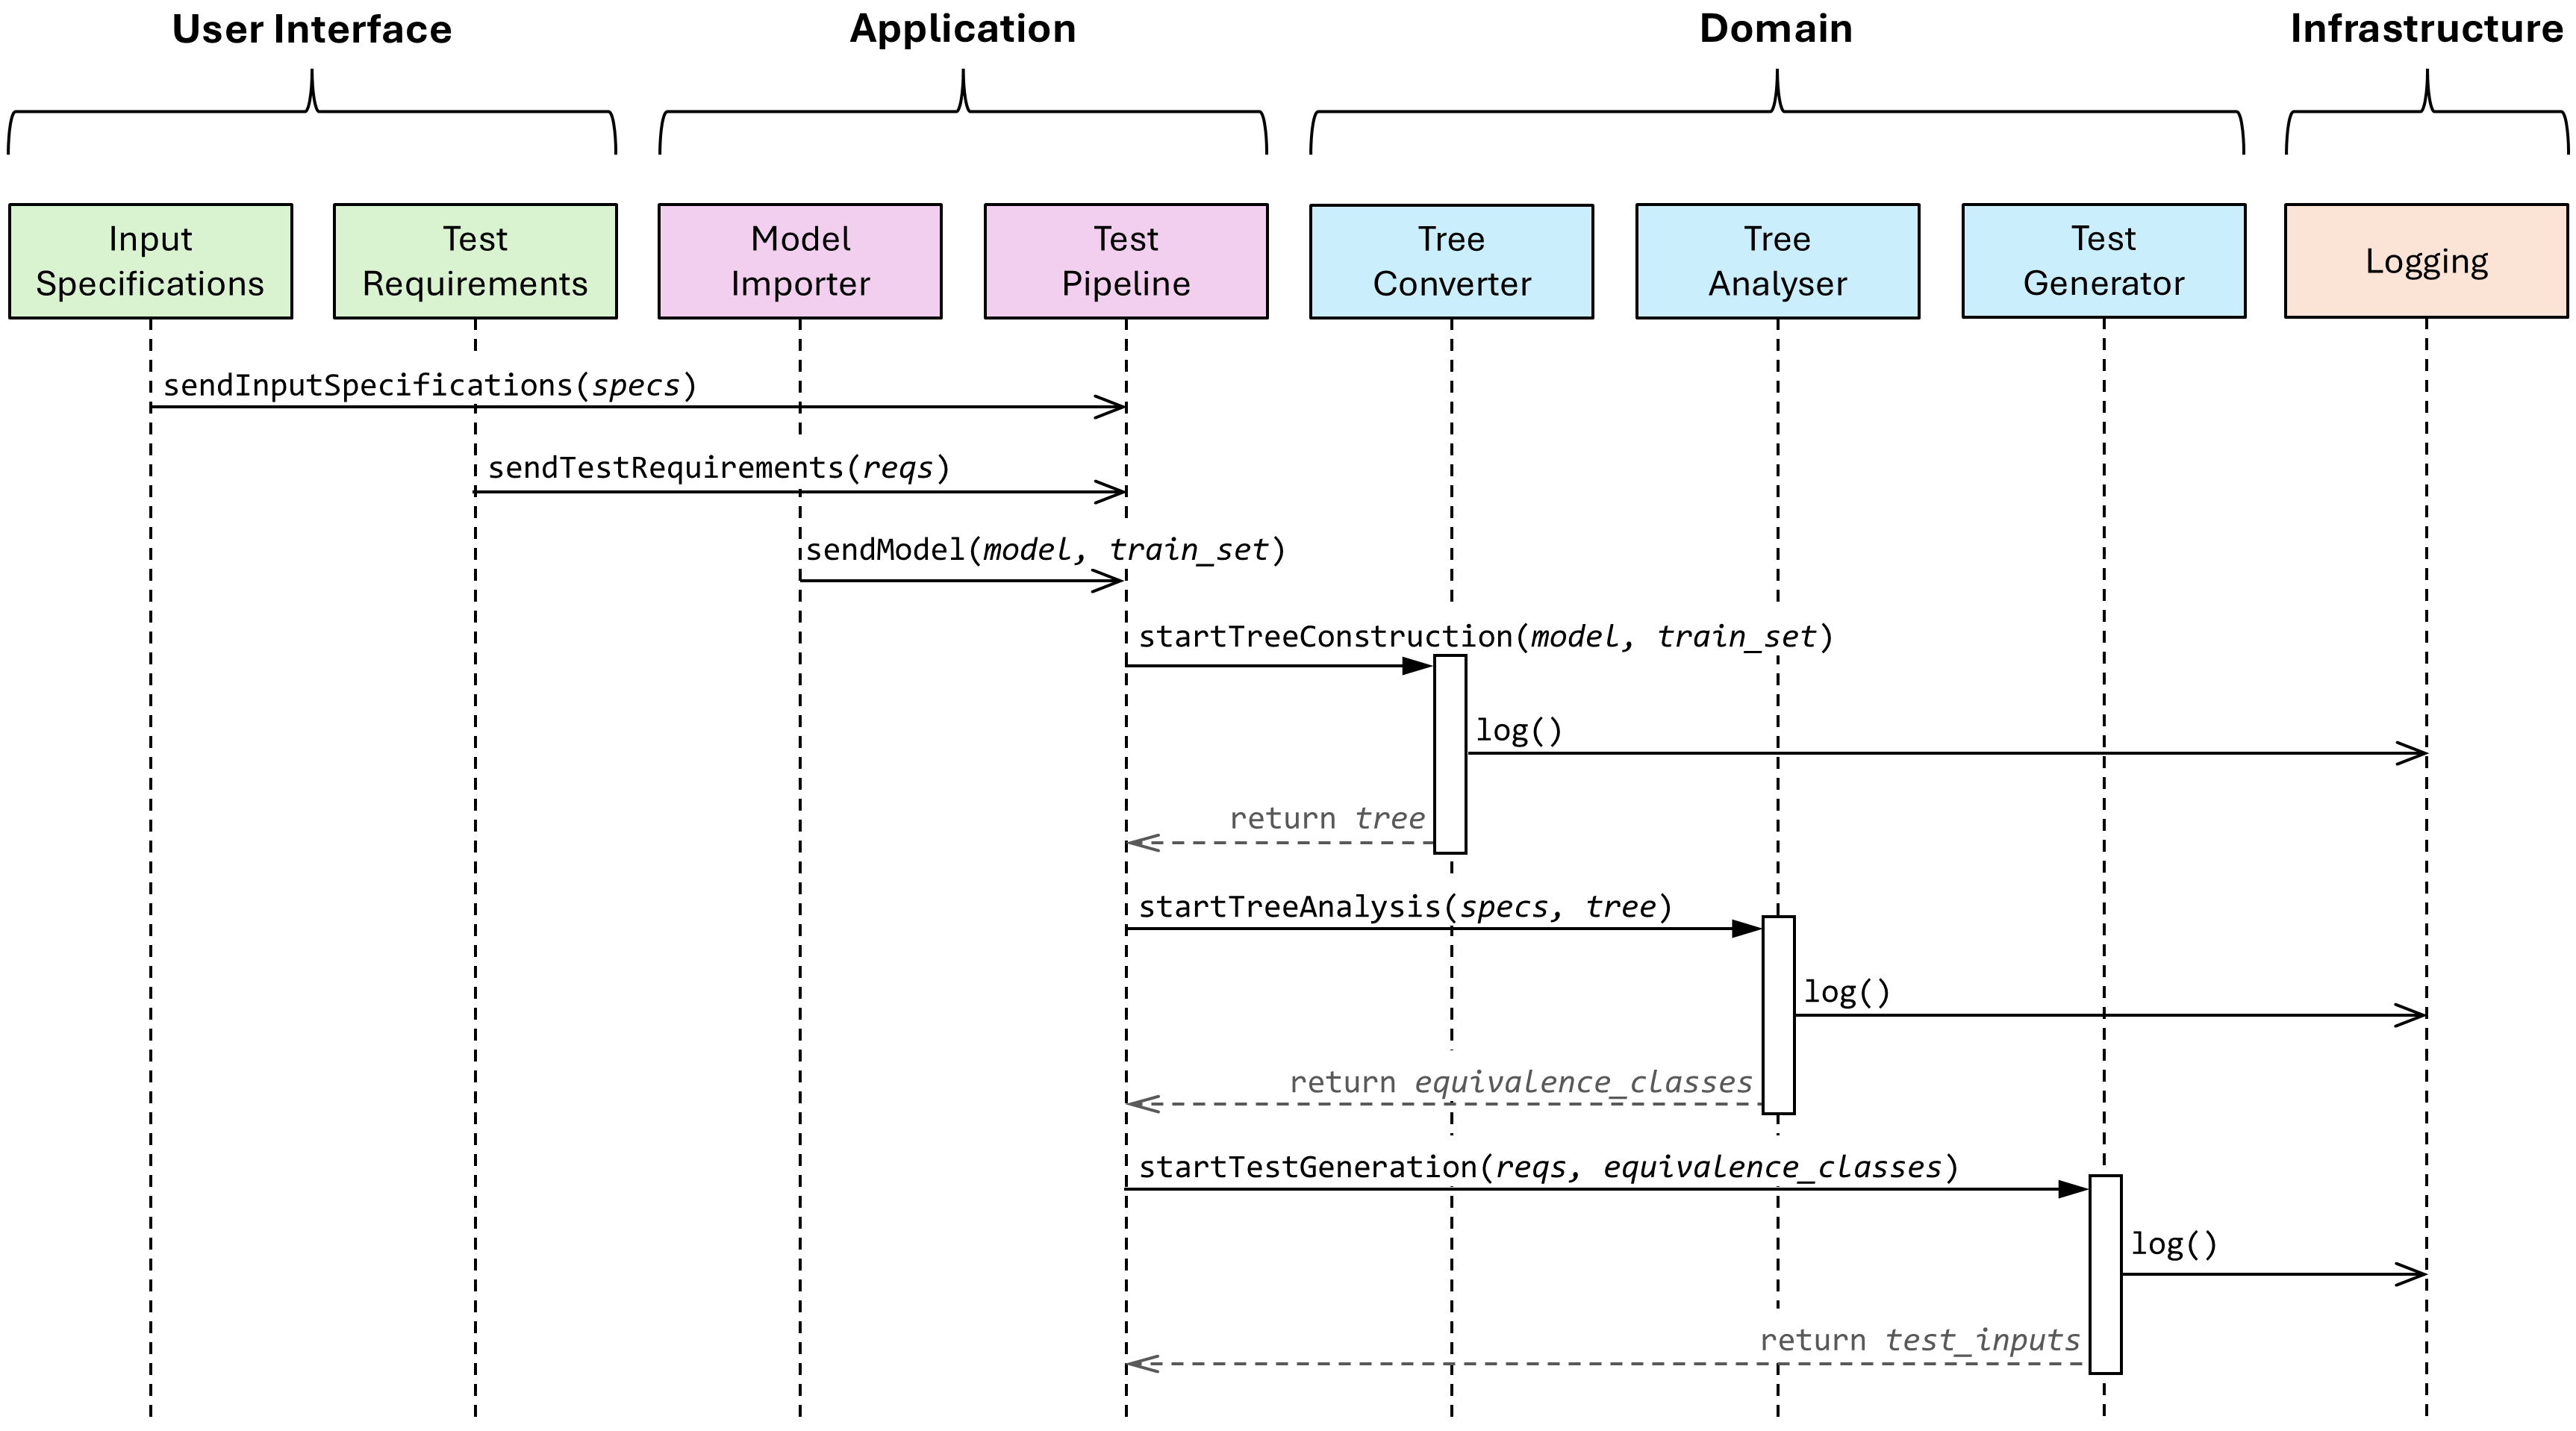 User Interface
Application
Domain
Infrastructure
Input
Specifications
Test
Requirements
Model
Importer
Test
Pipeline
Tree
Converter
Tree
Analyser
Test
Generator
Logging
sendInputSpecifications(specs)
sendTestRequirements(reqs)
sendModel(model, train_set)
startTreeConstruction(model, train_set)
log()
return tree
startTreeAnalysis(specs, tree)
log()
return equivalence_classes
startTestGeneration(reqs, equivalence_classes)
log()
return test_inputs